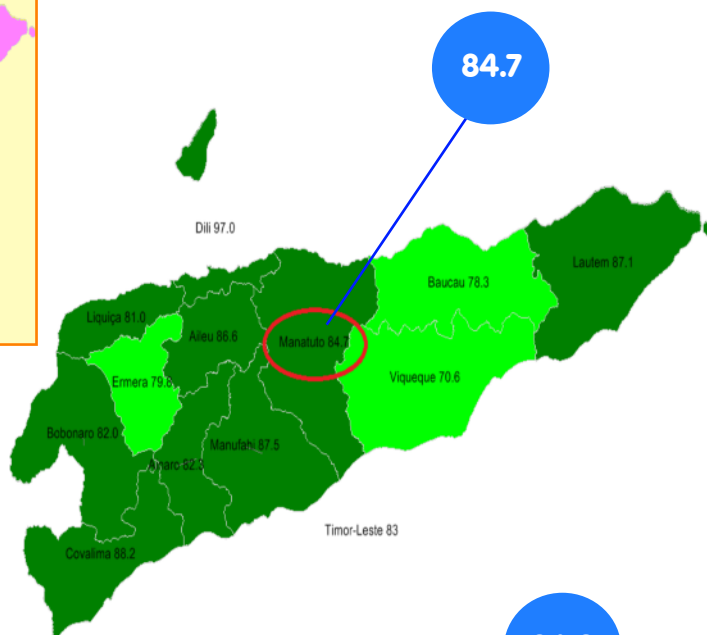 84.7
Dili 97.0
Lautem 87.1
Baucau 78.3
Liquiça 81.0
Aileu 86.6
Manatuto 84.7
Ermera 79.8
Viqueque 70.6
Bobonaro 82.0
Manufahi 87.5
Ainarc 82.3
Timor-Leste 83
Covalima 88.2